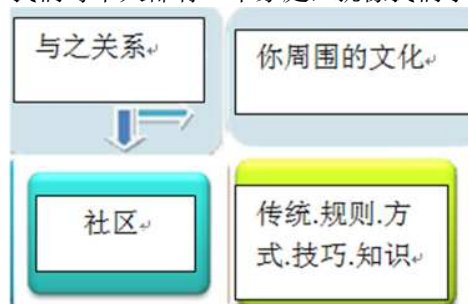 与之关系
你周围的文化
社区
传统.规则.方
式.技巧.知识